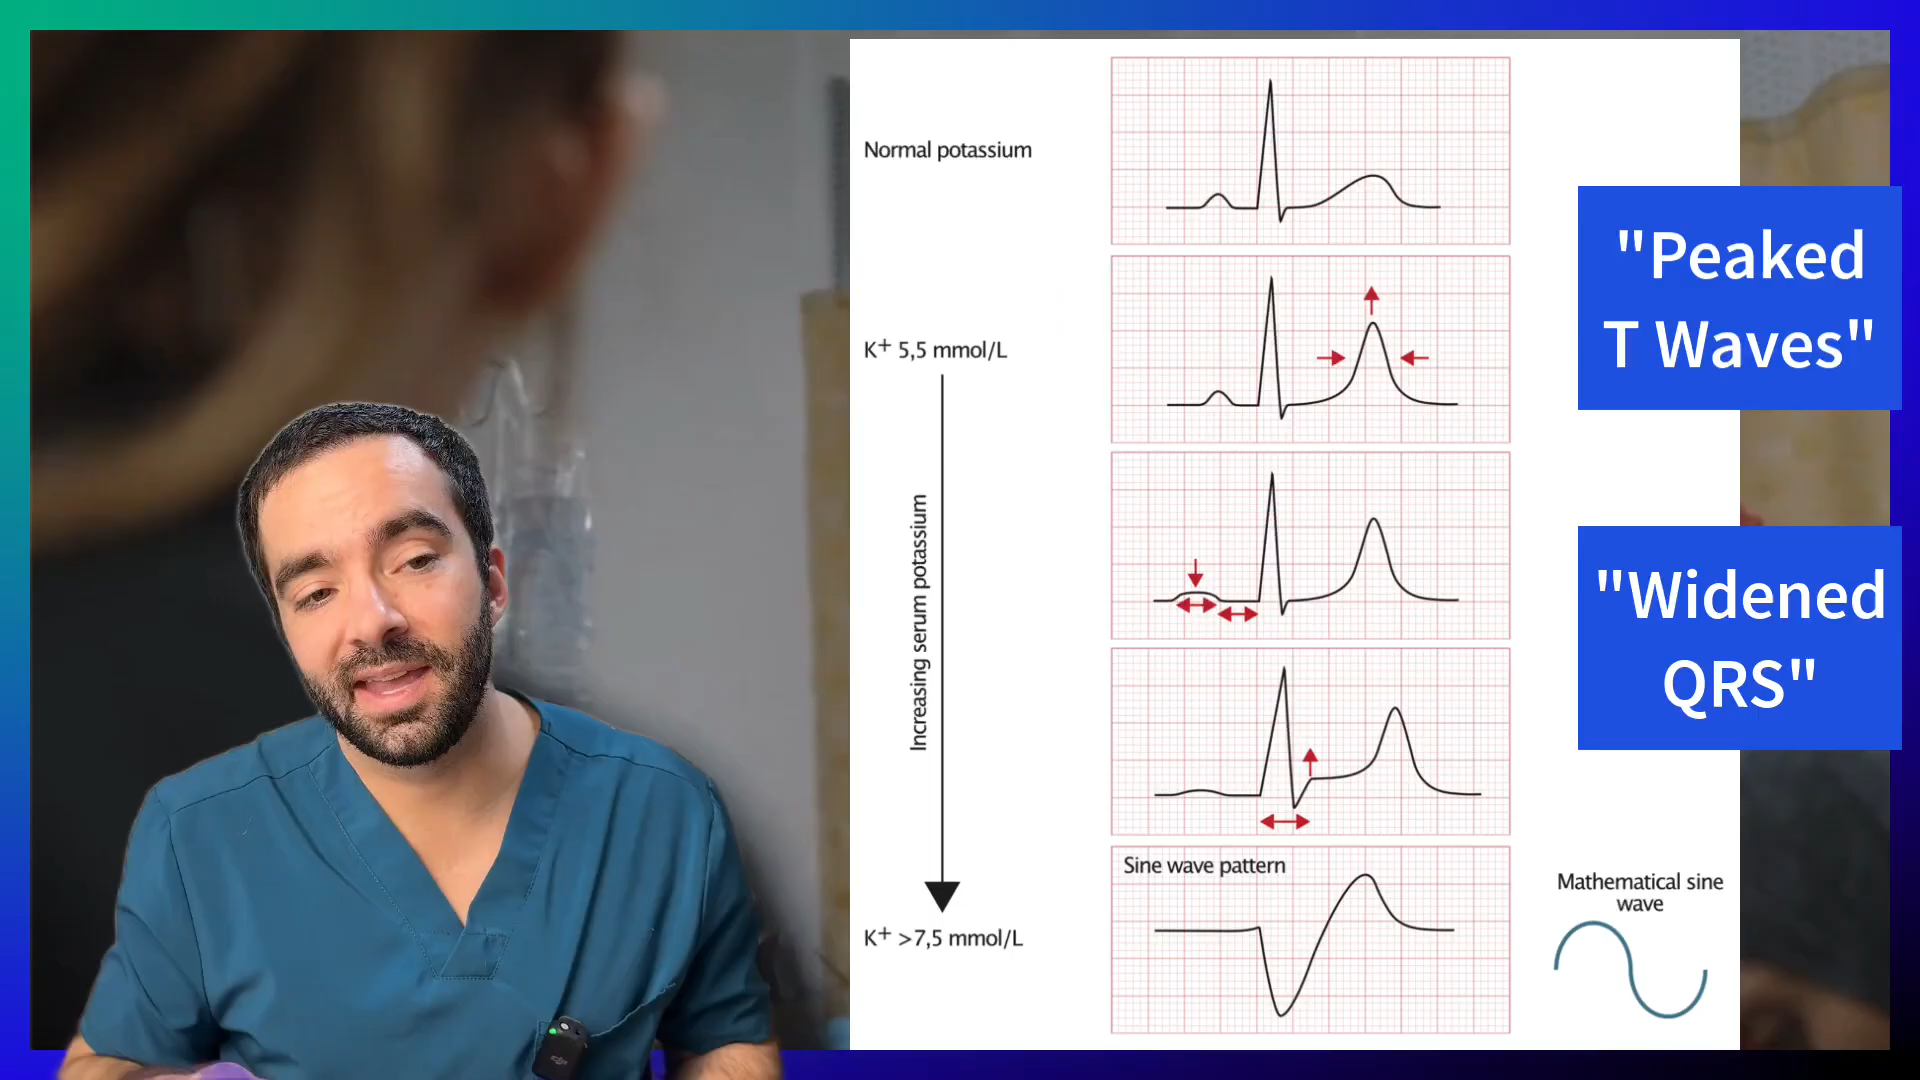 Normal potassium
"Peaked
T Waves"
K+ 5,5 mmol/L
Increasing serum potassium
"Widened
QRS"
Sine wave pattern
Mathematical sine
wave
K+ >7,5 mmol/L
dji